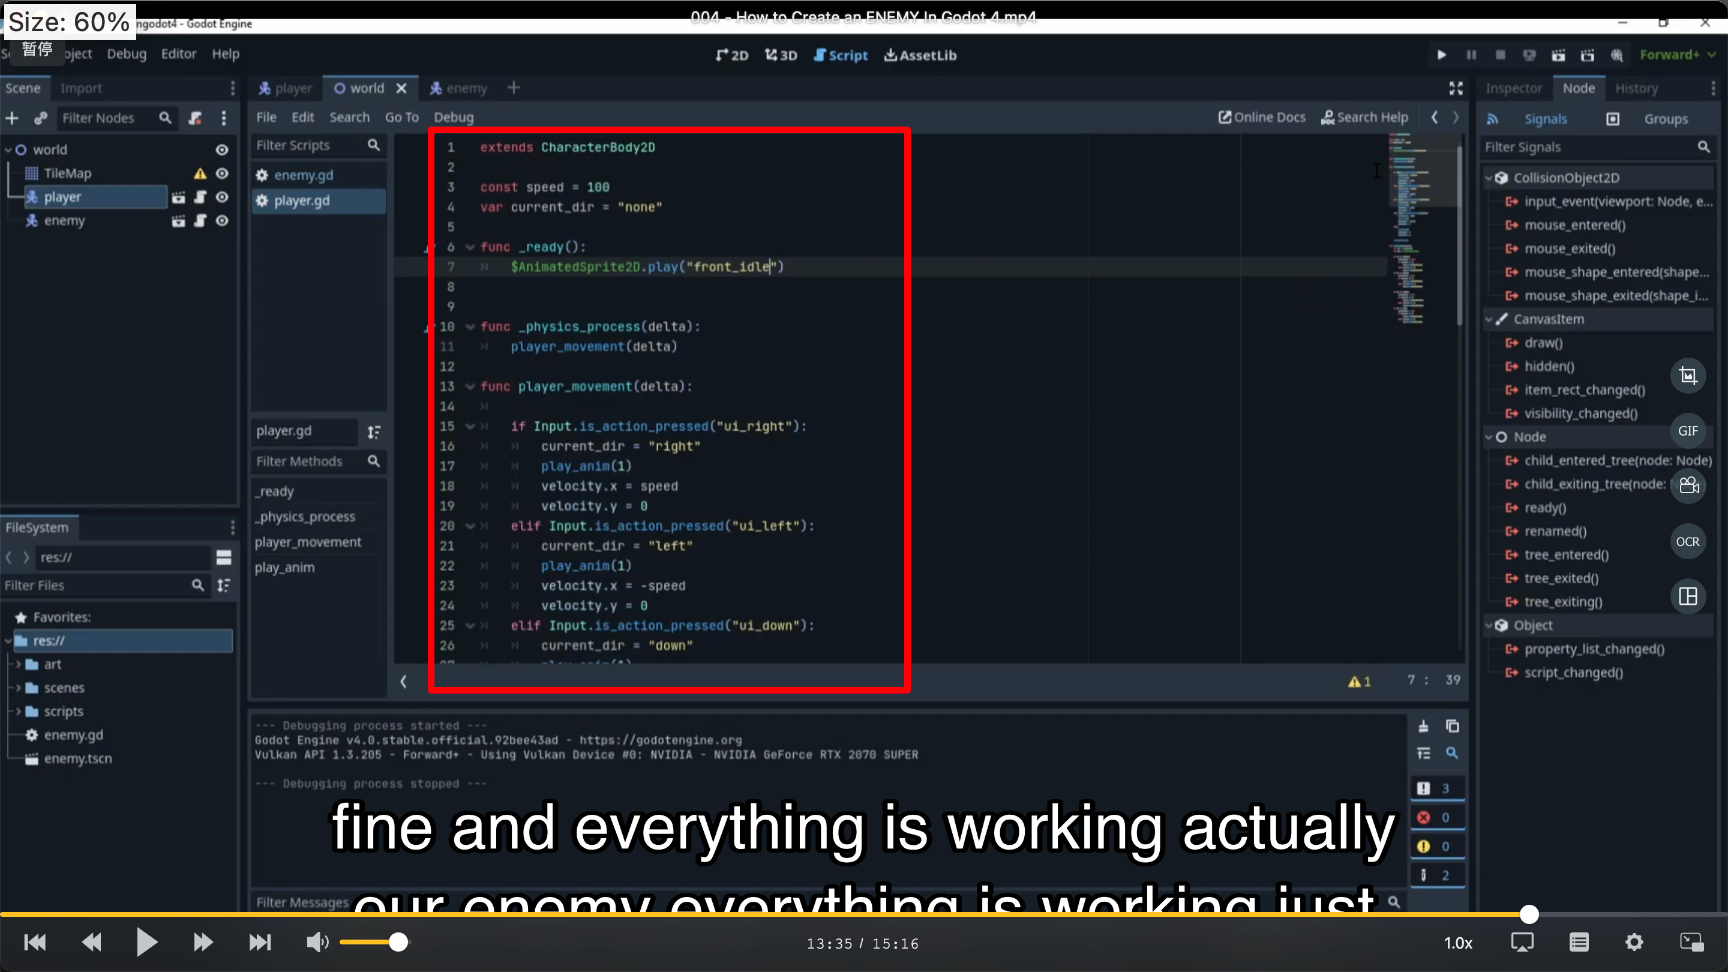 Size: 60%
ngodot4 - Godot Engine
004 - How to Create an ENEMY In Godot 4.mp4
暂停
oject Debug Editor Help
2D 3D Script AssetLib
Forward+
Scene Import
player world enemy
Inspector Node History
Filter Nodes
File Edit Search Go To Debug
Online Docs Search Help
Signals Groups
Filter Signals
world
TileMap
player
enemy
Filter Scripts
enemy.gd
player.gd
player.gd
Filter Methods
_ready
_physics_process
player_movement
play_anim
1 extends CharacterBody2D
2
3 const speed = 100
4 var current_dir = "none"
5
6 func _ready():
7 $AnimatedSprite2D.play("front_idle")
8
9
10 func _physics_process(delta):
11 player_movement(delta)
12
13 func player_movement(delta):
14
15 if Input.is_action_pressed("ui_right"):
16 current_dir = "right"
17 play_anim(1)
18 velocity.x = speed
19 velocity.y = 0
20 elif Input.is_action_pressed("ui_left"):
21 current_dir = "left"
22 play_anim(1)
23 velocity.x = -speed
24 velocity.y = 0
25 elif Input.is_action_pressed("ui_down"):
26 current_dir = "down"
1
7 : 39
CollisionObject2D
input_event(viewport: Node, e...
mouse_entered()
mouse_exited()
mouse_shape_entered(shape...
mouse_shape_exited(shape_i...
CanvasItem
draw()
hidden()
item_rect_changed()
visibility_changed()
Node
child_entered_tree(node: Node)
child_exiting_tree(node:
ready()
renamed()
tree_entered()
tree_exited()
tree_exiting()
Object
property_list_changed()
script_changed()
GIF
OCR
FileSystem
res://
Filter Files
Favorites:
res://
art
scenes
scripts
enemy.gd
enemy.tscn
--- Debugging process started ---
Godot Engine v4.0.stable.official.92bee43ad - https://godotengine.org
Vulkan API 1.3.205 - Forward+ - Using Vulkan Device #0: NVIDIA - NVIDIA GeForce RTX 2070 SUPER
--- Debugging process stopped ---
3
0
0
2
Filter Messages
fine and everything is working actually
our enemy everything is working just
13:35 / 15:16
1.0x